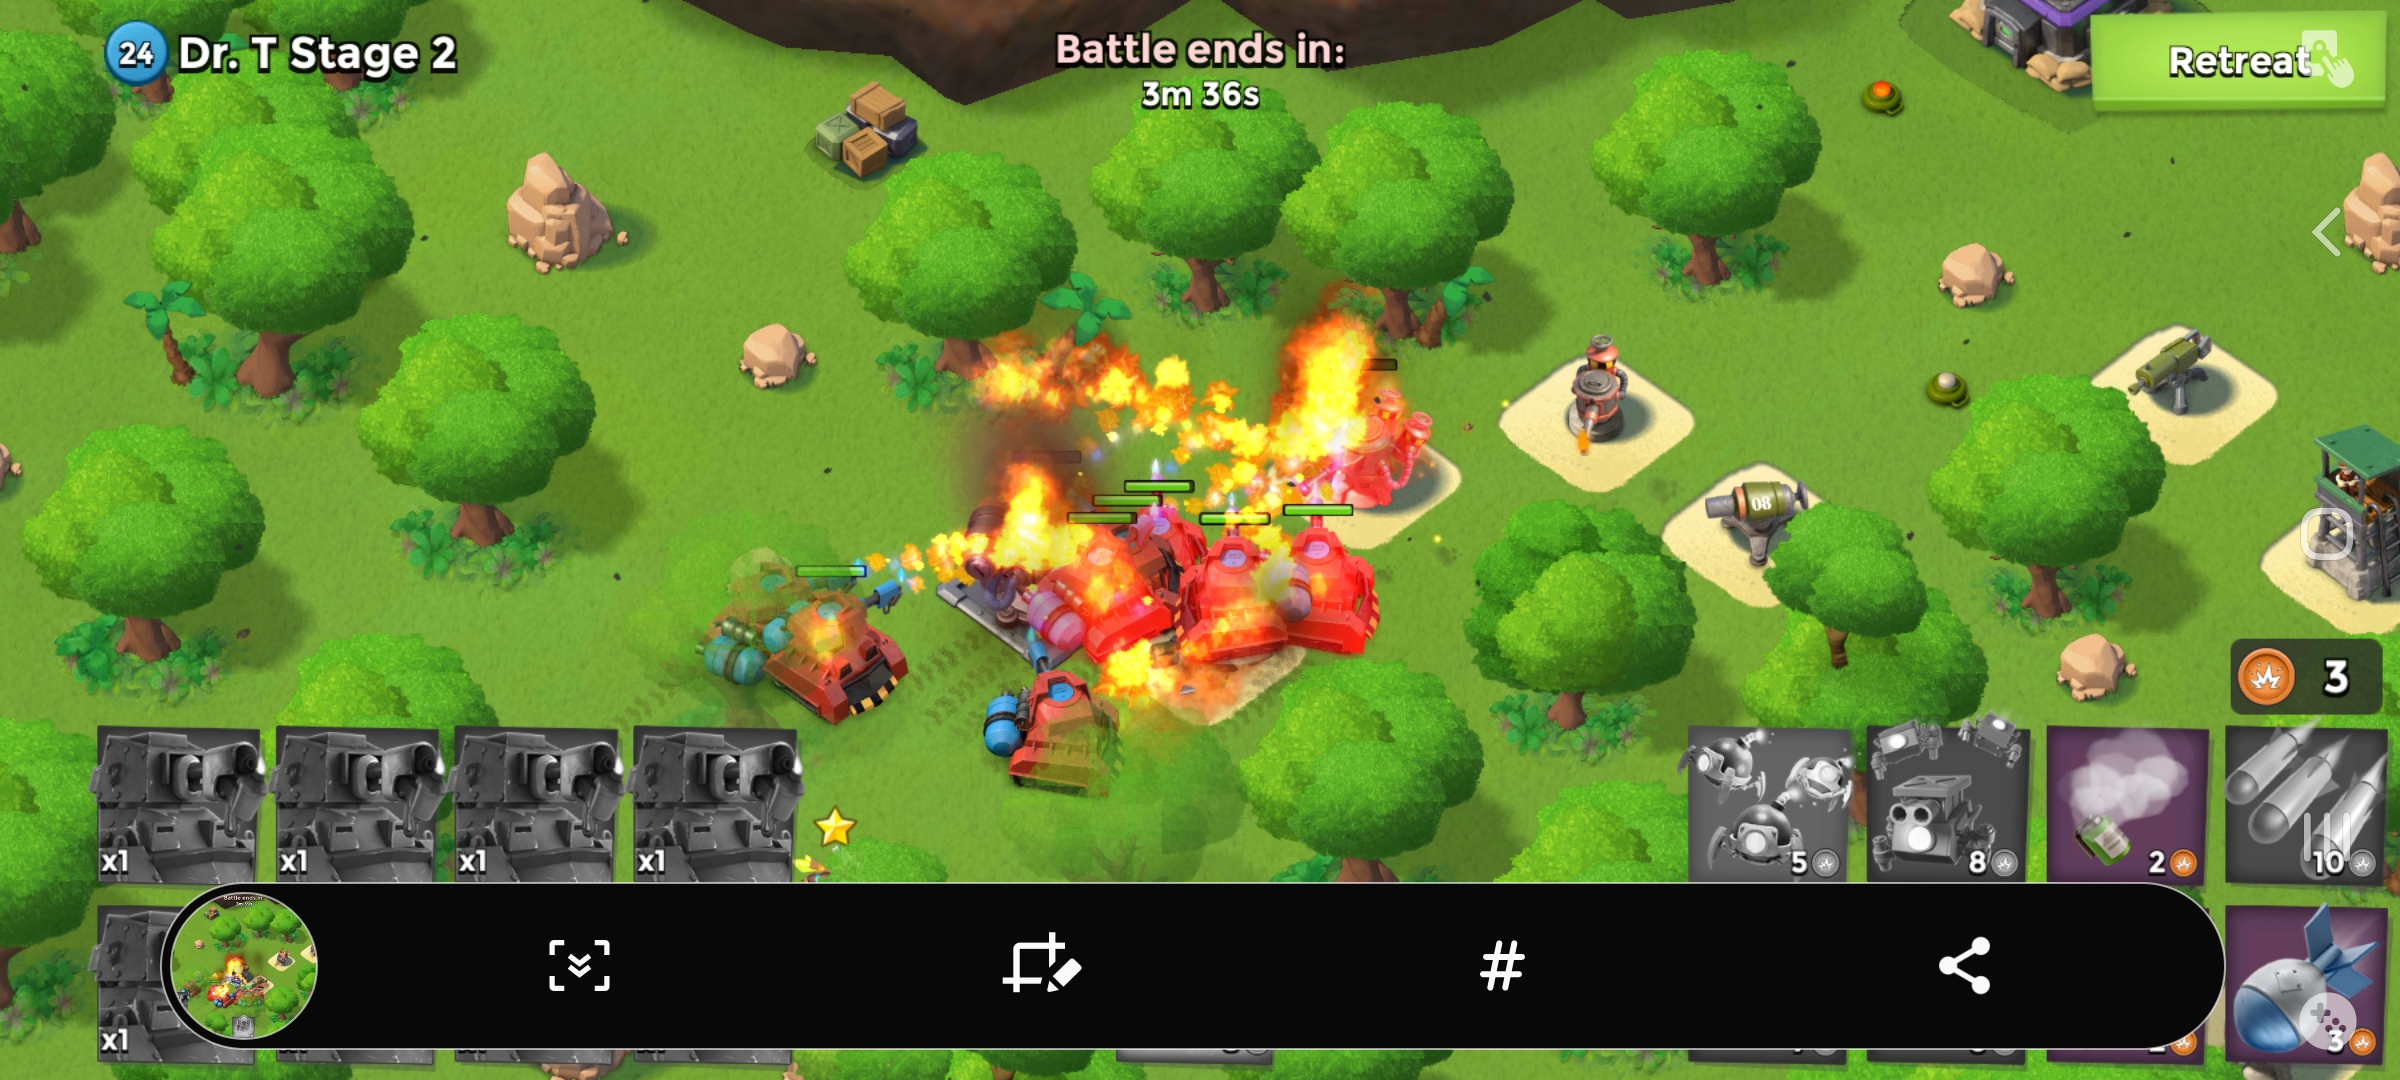 24 Dr. T Stage 2
Battle ends in:
3m 36s
Retreat
08
3
x1 x1 x1 x1
5 8 2 10
x1
3